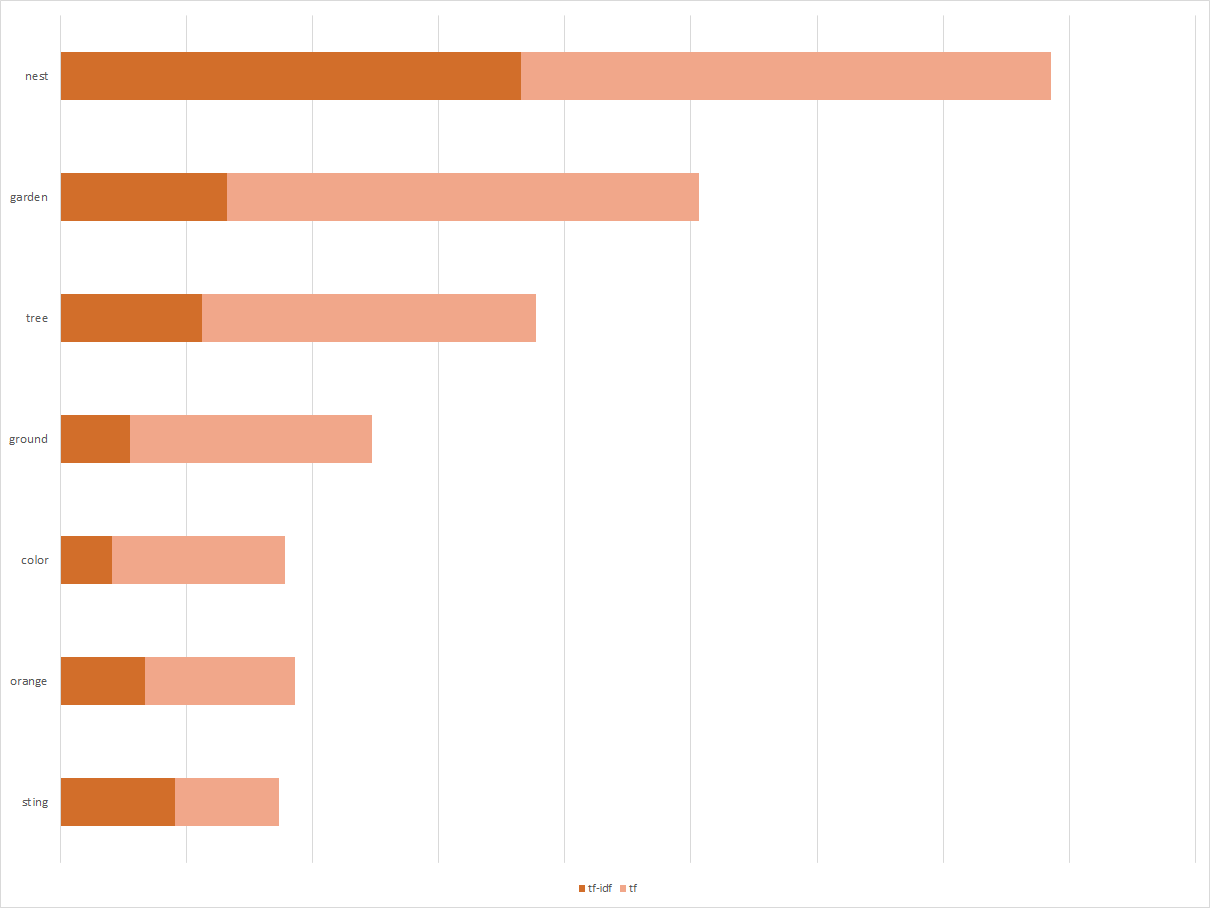 nest
garden
tree
ground
color
orange
sting
tf-idf tf